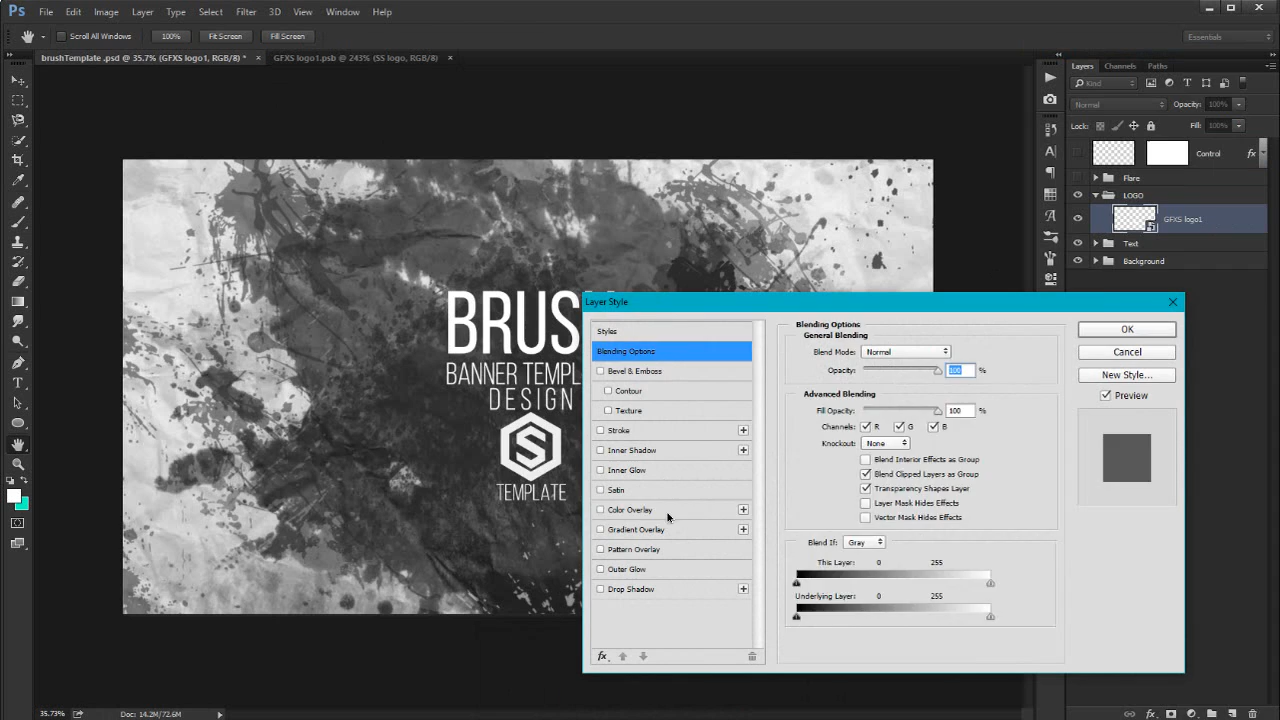 Ps File Edit Image Layer Type Select Filter 3D View Window Help
Scroll All Windows 100% Fit Screen Fill Screen Essentials
brushTemplate .psd @ 35.7% (GFXS logo1, RGB/8) * × GFXS logo1.psb @ 243% (SS logo, RGB/8) ×
Layers Channels Paths
Kind
Normal Opacity: 100%
Lock: Fill: 100%
Control fx
Flare
LOGO
GFXS logo1
Text
Background
BRUS
BANNER TEMPL
DESIGN
S
TEMPLATE
Layer Style
Styles
Blending Options
Bevel & Emboss
Contour
Texture
Stroke
Inner Shadow
Inner Glow
Satin
Color Overlay
Gradient Overlay
Pattern Overlay
Outer Glow
Drop Shadow
fx
Blending Options
General Blending
Blend Mode: Normal
Opacity: 100 %
Advanced Blending
Fill Opacity: 100 %
Channels: R G B
Knockout: None
Blend Interior Effects as Group
Blend Clipped Layers as Group
Transparency Shapes Layer
Layer Mask Hides Effects
Vector Mask Hides Effects
Blend If: Gray
This Layer: 0 255
Underlying Layer: 0 255
OK
Cancel
New Style...
Preview
35.73% Doc: 14.2M/72.6M
fx